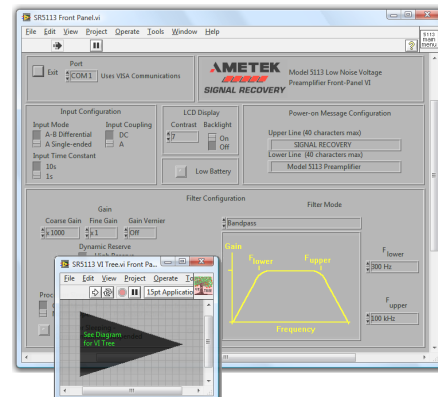 SR5113 Front Panel.vi
File Edit View Project Operate Tools Window Help
5113
main
menu
Port
Exit COM1 Uses VISA Communications
AMETEK
SIGNAL RECOVERY
Model 5113 Low Noise Voltage
Preamplifier Front-Panel VI
Input Configuration
Input Mode Input Coupling
A-B Differential DC
A Single-ended A
Input Time Constant
10s
1s
LCD Display
Contrast Backlight
7 On
Off
Low Battery
Power-on Message Configuration
Upper Line (40 characters max)
SIGNAL RECOVERY
Lower Line (40 characters max)
Model 5113 Preamplifier
Filter Configuration
Gain
Coarse Gain Fine Gain Gain Vernier
x 1000 x 1 Off
Dynamic Reserve
Filter Mode
Bandpass
Gain
F lower F upper
Frequency
F lower
300 Hz
F upper
100 kHz
SR5113 VI Tree.vi Front Pa...
File Edit View Project Operate
15pt Applicatio
See Diagram
for VI Tree